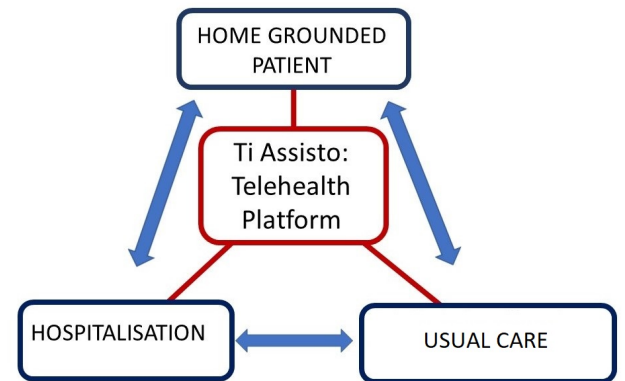 HOME GROUNDED
PATIENT
Ti Assisto:
Telehealth
Platform
HOSPITALISATION
USUAL CARE